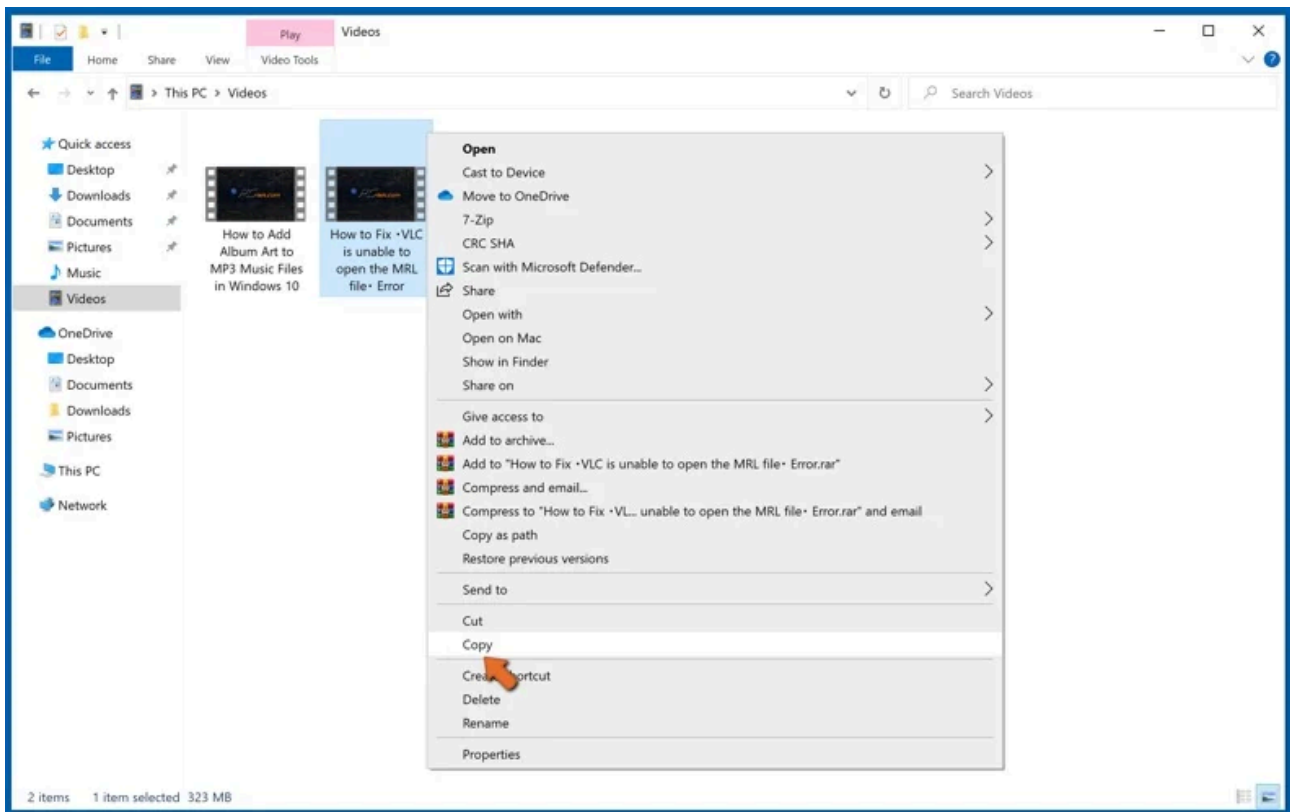 Play
Videos
File
Home
Share
View
Video Tools
This PC
Videos
Search Videos
Quick access
Desktop
Downloads
Documents
Pictures
Music
Videos
OneDrive
Desktop
Documents
Downloads
Pictures
This PC
Network
How to Add
Album Art to
MP3 Music Files
in Windows 10
How to Fix ・VLC
is unable to
open the MRL
file・ Error
Open
Cast to Device
Move to OneDrive
7-Zip
CRC SHA
Scan with Microsoft Defender...
Share
Open with
Open on Mac
Show in Finder
Share on
Give access to
Add to archive...
Add to "How to Fix ・VLC is unable to open the MRL file・ Error.rar"
Compress and email...
Compress to "How to Fix ・VL... unable to open the MRL file・ Error.rar" and email
Copy as path
Restore previous versions
Send to
Cut
Copy
Delete
Rename
Properties
2 items
1 item selected 323 MB